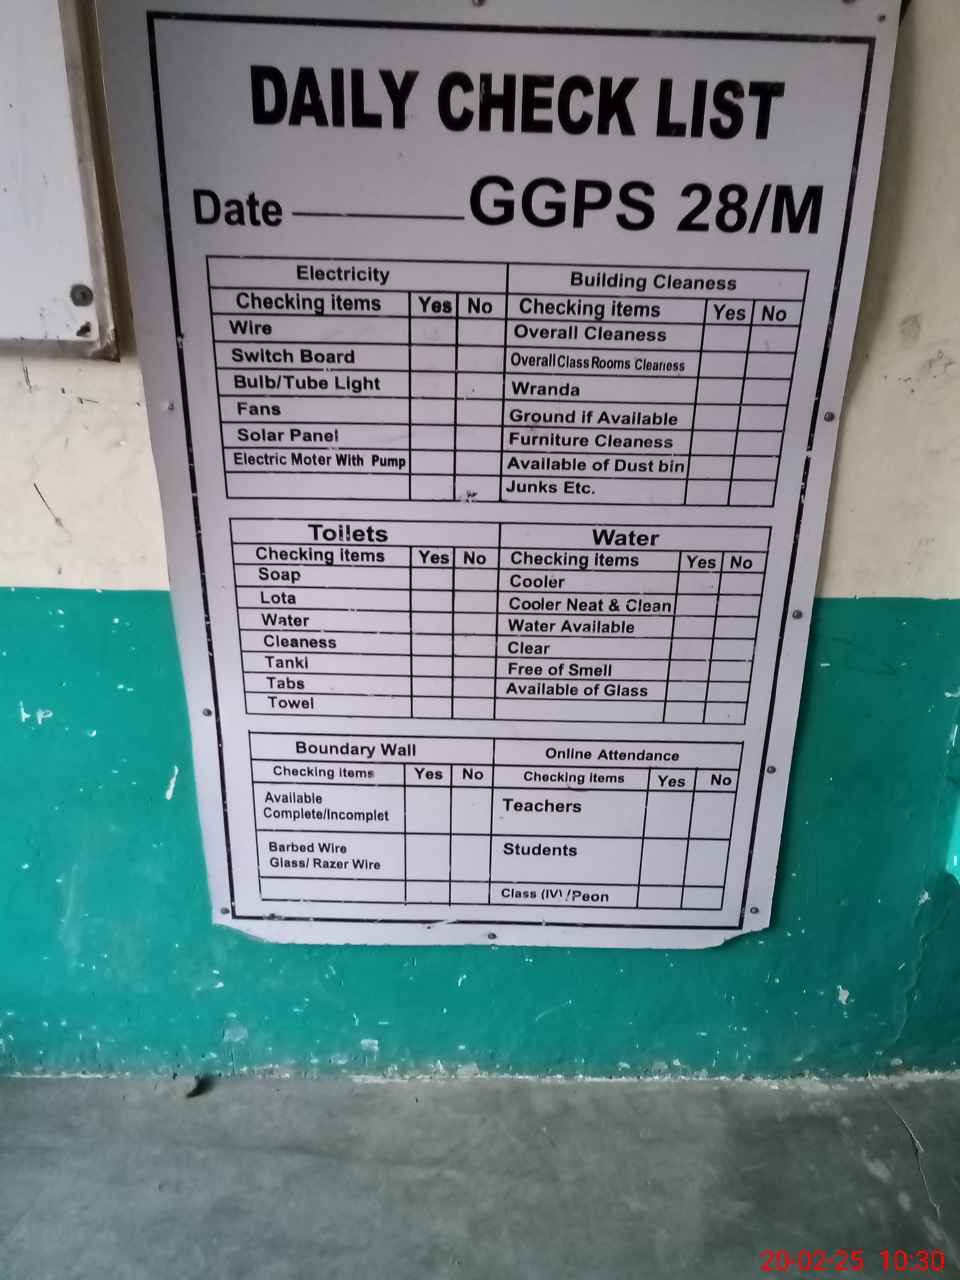 DAILY CHECK LIST
Date GGPS 28/M
Electricity
Checking items Yes No
Wire
Switch Board
Bulb/Tube Light
Fans
Solar Panel
Electric Moter With Pump
Building Cleaness
Checking items Yes No
Overall Cleaness
Overall Class Rooms Cleaness
Wranda
Ground if Available
Furniture Cleaness
Available of Dust bin
Junks Etc.
Toilets
Checking items Yes No
Soap
Lota
Water
Cleaness
Tanki
Tabs
Towel
Water
Checking items Yes No
Cooler
Cooler Neat & Clean
Water Available
Clear
Free of Smell
Available of Glass
Boundary Wall
Checking items Yes No
Available
Complete/Incomplet
Barbed Wire
Glass/ Razer Wire
Online Attendance
Checking items Yes No
Teachers
Students
Class (IV) /Peon
20-02-25 10:30